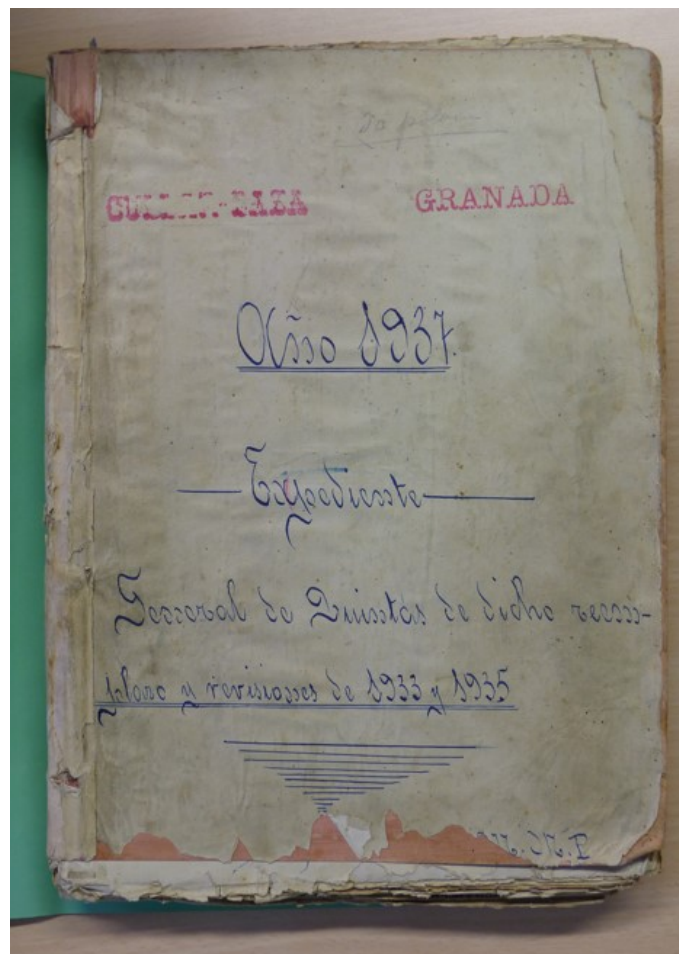 GRANADA
Año 1937.
Expediente
General de Quintas de dicho reem-
plazo y revisiones de 1933 y 1935